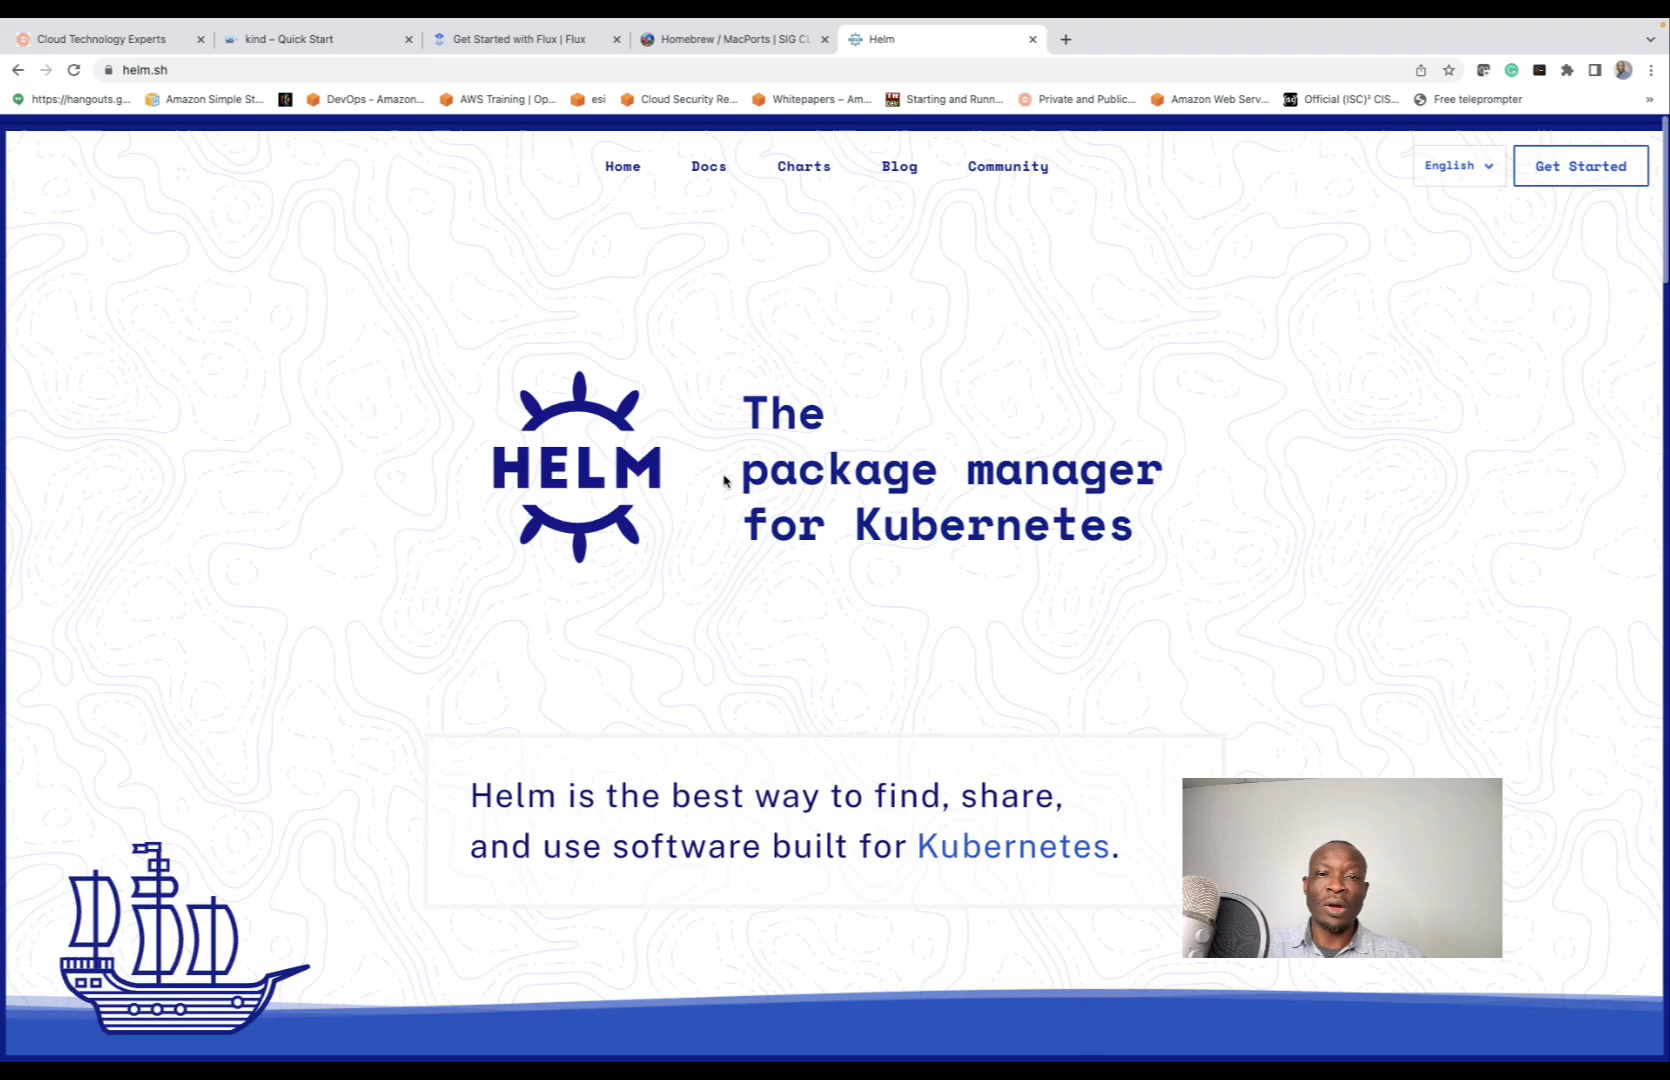 Cloud Technology Experts
kind – Quick Start
Get Started with Flux | Flux
Homebrew / MacPorts | SIG CL
Helm
helm.sh
https://hangouts.g...
Amazon Simple St...
DevOps - Amazon...
AWS Training | Op...
esi
Cloud Security Re...
Whitepapers – Am...
Starting and Runn...
Private and Public...
Amazon Web Serv...
Official (ISC)² CIS...
Free teleprompter
Home
Docs
Charts
Blog
Community
English
Get Started
HELM
The
package manager
for Kubernetes
Helm is the best way to find, share,
and use software built for Kubernetes.